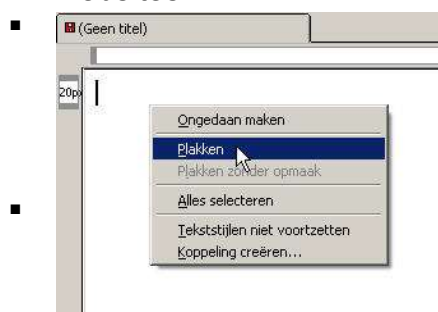 (Geen titel)
20px
Ongedaan maken
Plakken
Plakken zonder opmaak
Alles selecteren
Tekststijlen niet voortzetten
Koppeling creëren...